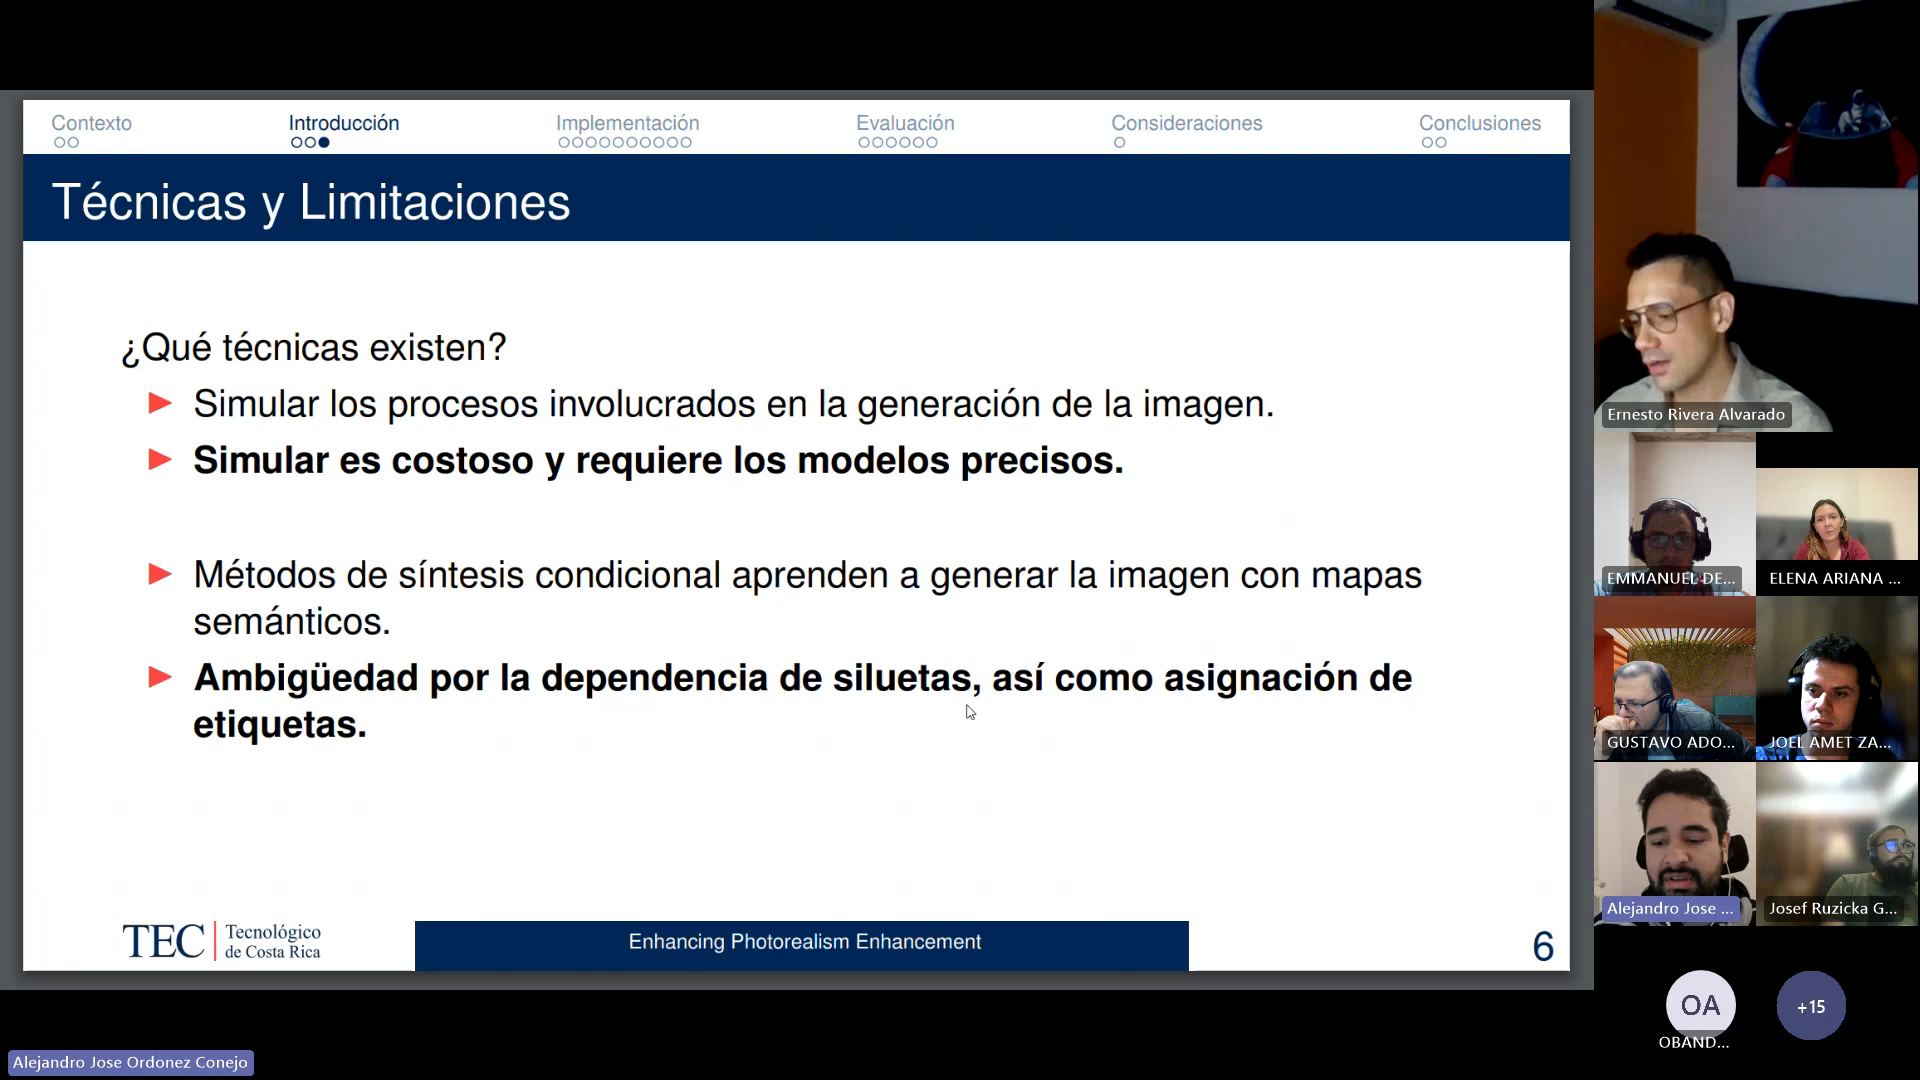 Contexto
Introducción
Implementación
Evaluación
Consideraciones
Conclusiones
Técnicas y Limitaciones
¿Qué técnicas existen?
Simular los procesos involucrados en la generación de la imagen.
Simular es costoso y requiere los modelos precisos.
Métodos de síntesis condicional aprenden a generar la imagen con mapas
semánticos.
Ambigüedad por la dependencia de siluetas, así como asignación de
etiquetas.
TEC
Tecnológico
de Costa Rica
Enhancing Photorealism Enhancement
6
Alejandro Jose Ordonez Conejo
Ernesto Rivera Alvarado
EMMANUEL DE...
ELENA ARIANA ...
GUSTAVO ADO...
JOEL AMET ZA...
Alejandro Jose ...
Josef Ruzicka G...
OA
OBAND...
+15